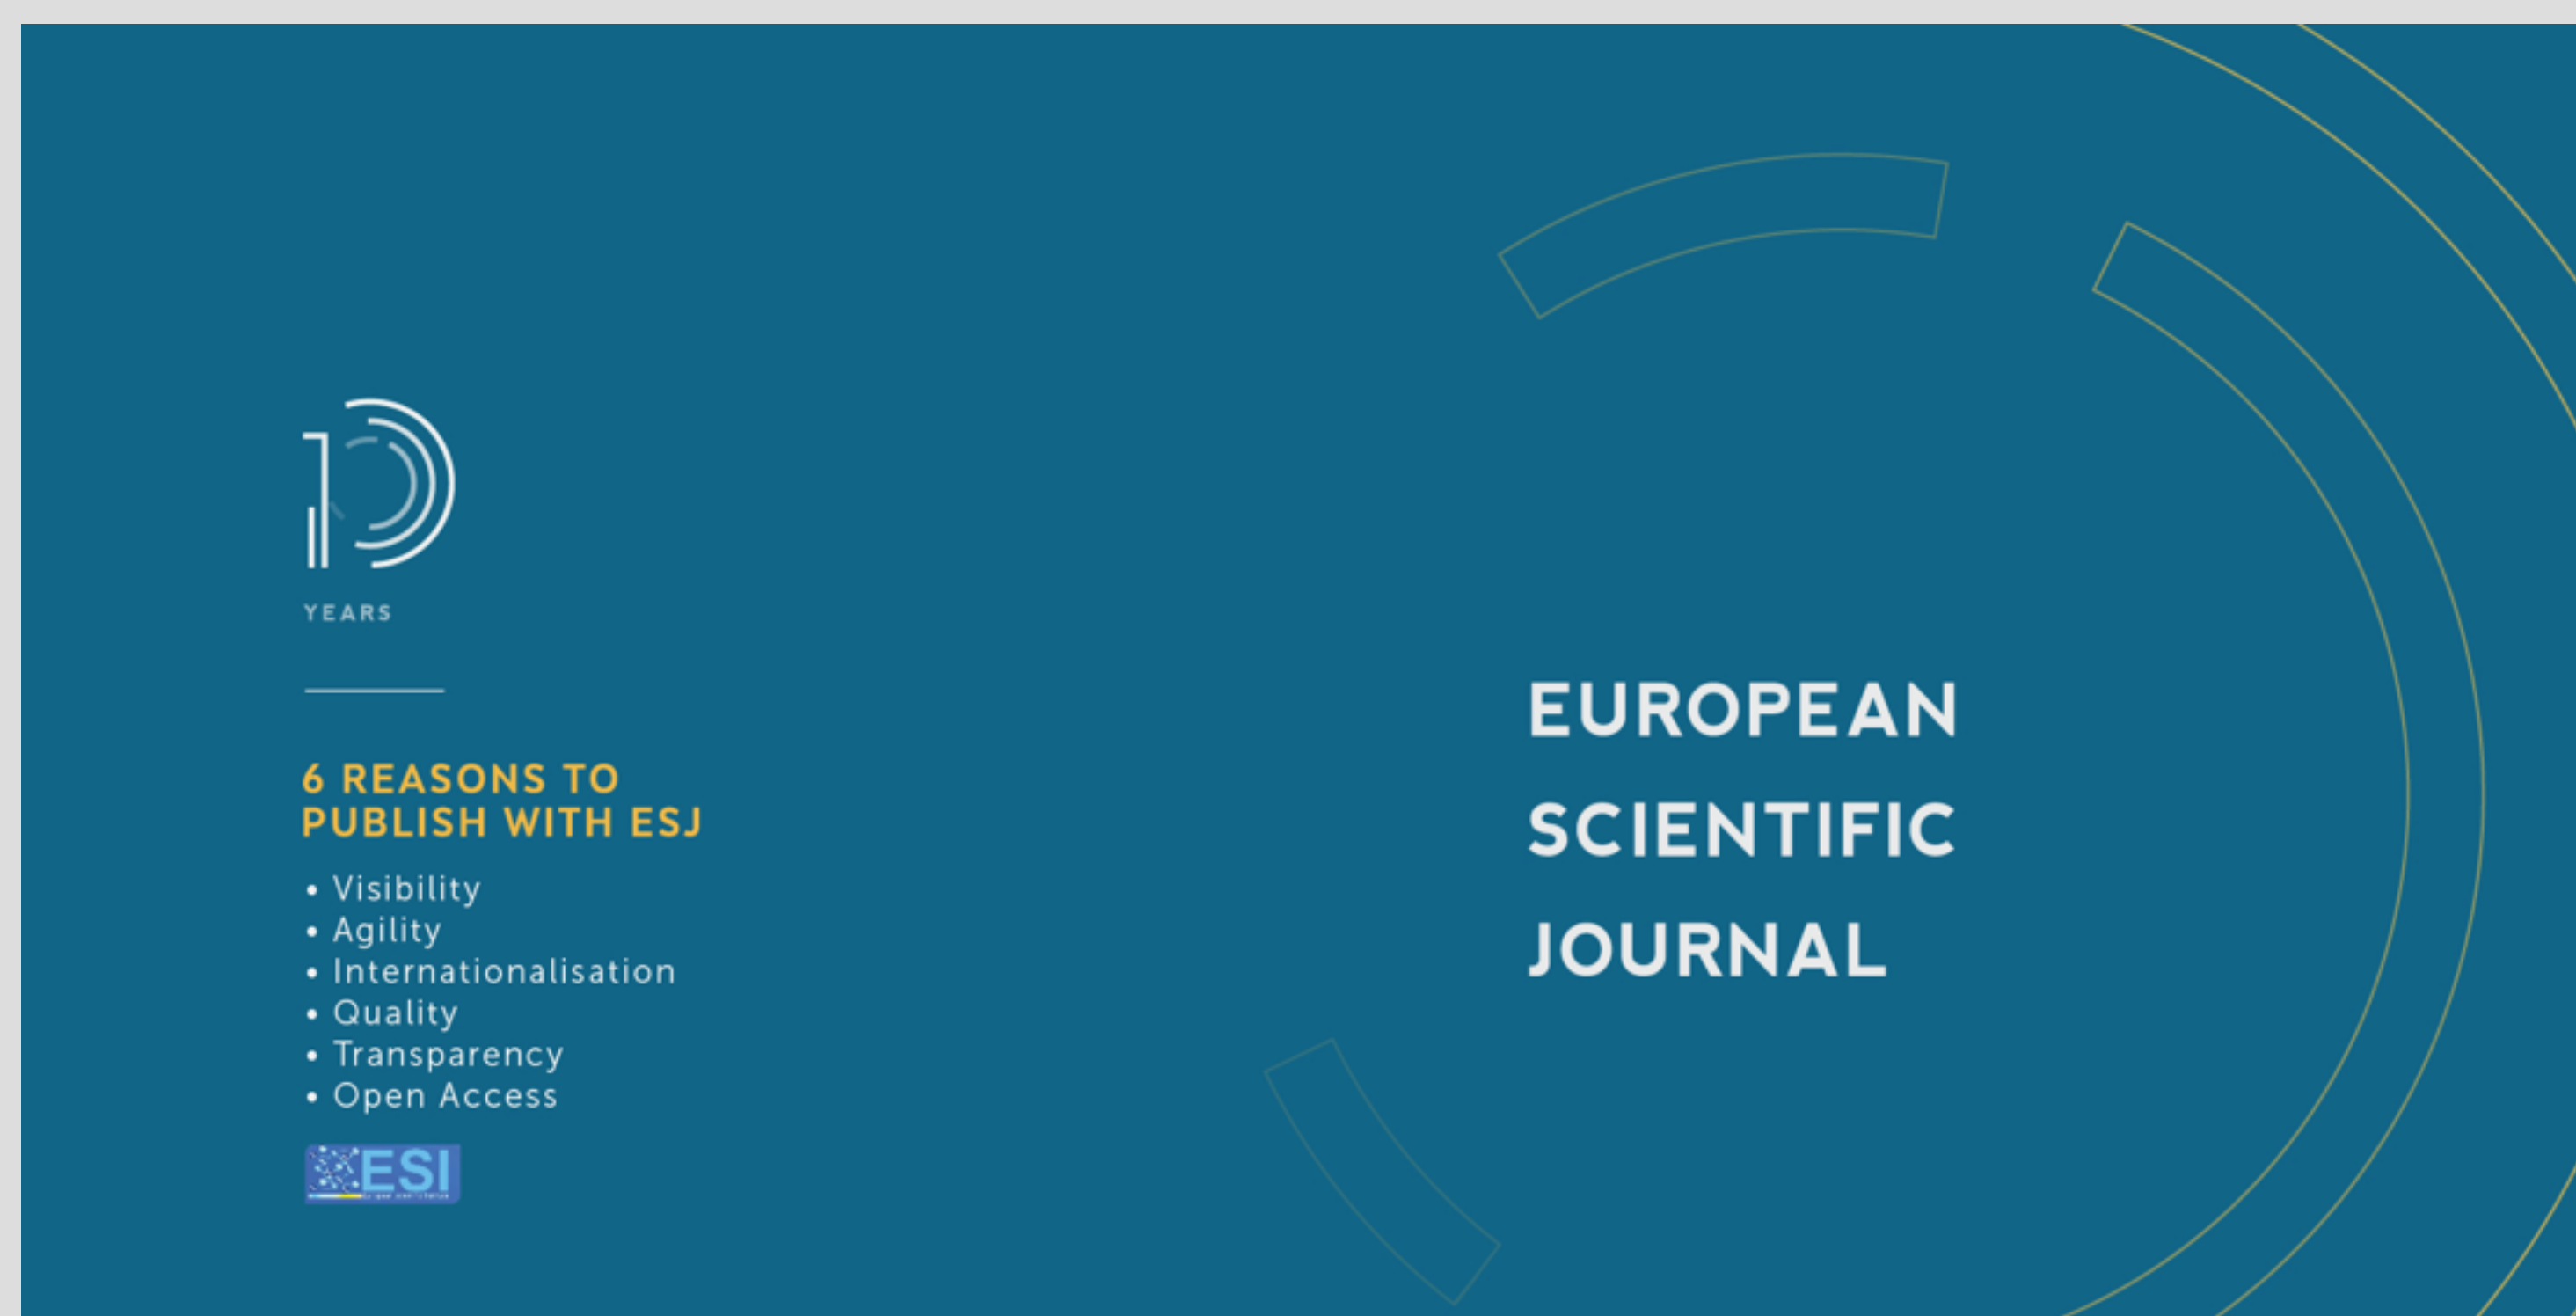 10
YEARS
6 REASONS TO
PUBLISH WITH ESJ
• Visibility
• Agility
• Internationalisation
• Quality
• Transparency
• Open Access
ESI
EUROPEAN
SCIENTIFIC
JOURNAL